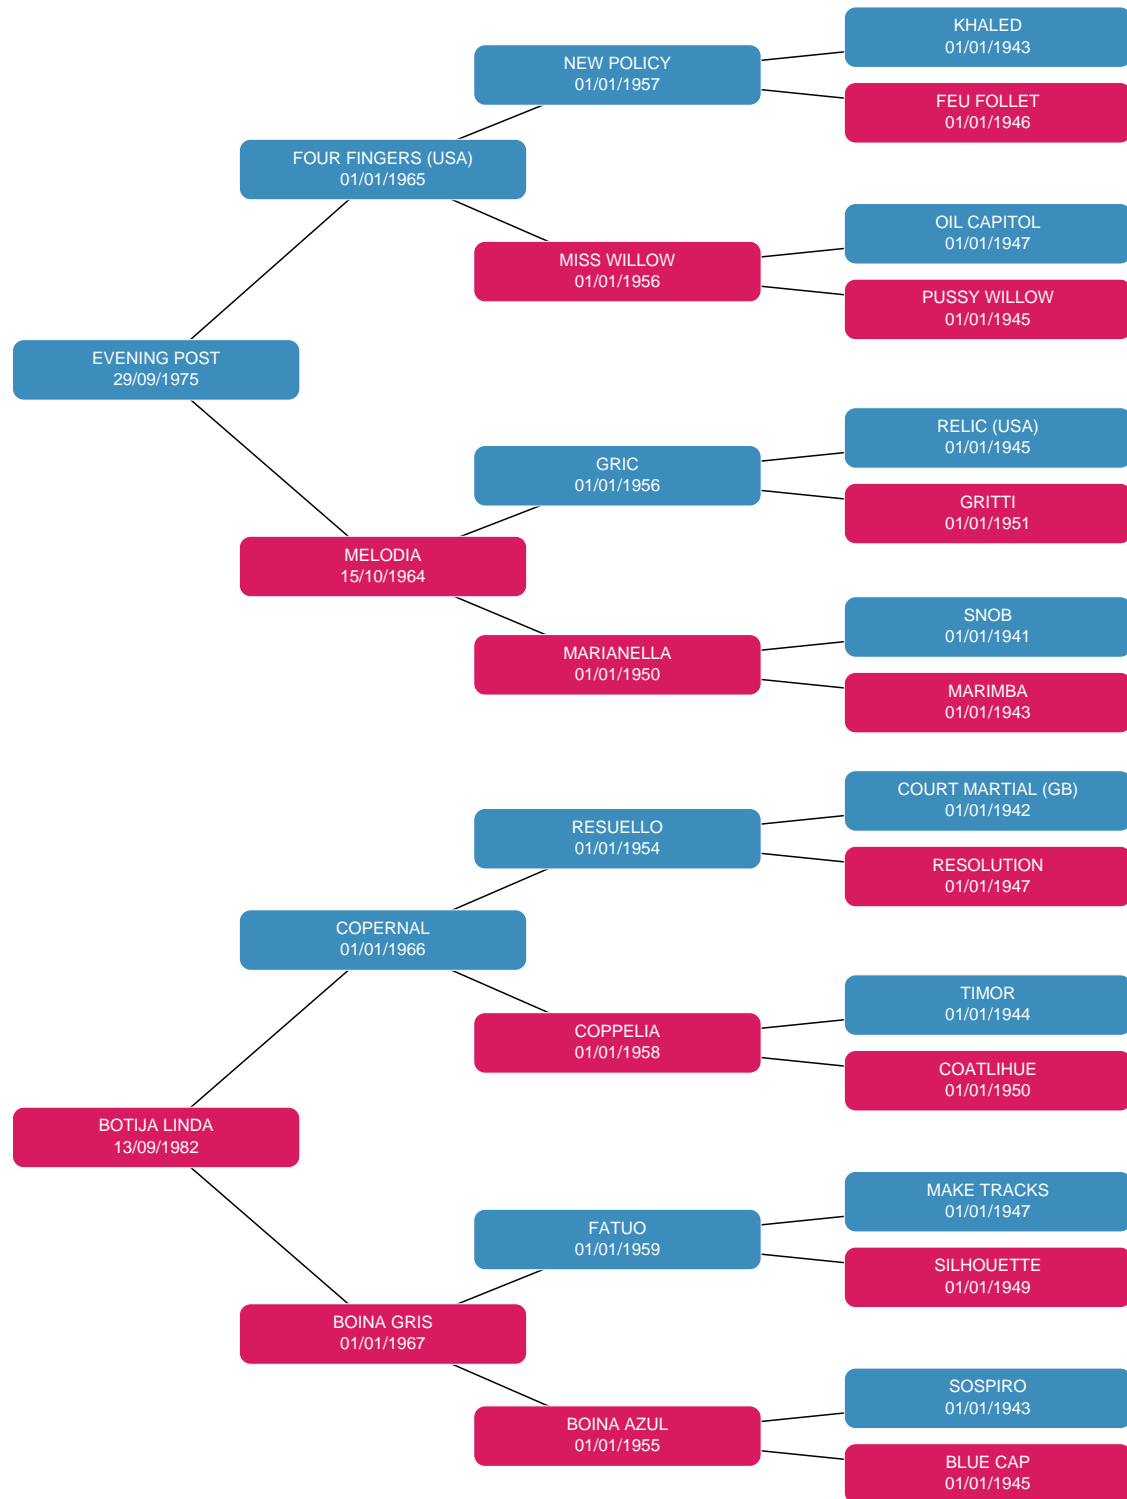 KHALED
01/01/1943
NEW POLICY
01/01/1957
FEU FOLLET
01/01/1946
FOUR FINGERS (USA)
01/01/1965
OIL CAPITOL
01/01/1947
MISS WILLOW
01/01/1956
PUSSY WILLOW
01/01/1945
EVENING POST
29/09/1975
RELIC (USA)
01/01/1945
GRIC
01/01/1956
GRITTI
01/01/1951
MELODIA
15/10/1964
SNOB
01/01/1941
MARIANELLA
01/01/1950
MARIMBA
01/01/1943
COURT MARTIAL (GB)
01/01/1942
RESUELLO
01/01/1954
RESOLUTION
01/01/1947
COPERNAL
01/01/1966
TIMOR
01/01/1944
COPPELIA
01/01/1958
COATLIHUE
01/01/1950
BOTIJA LINDA
13/09/1982
MAKE TRACKS
01/01/1947
FATUO
01/01/1959
SILHOUETTE
01/01/1949
BOINA GRIS
01/01/1967
SOSPIRO
01/01/1943
BOINA AZUL
01/01/1955
BLUE CAP
01/01/1945